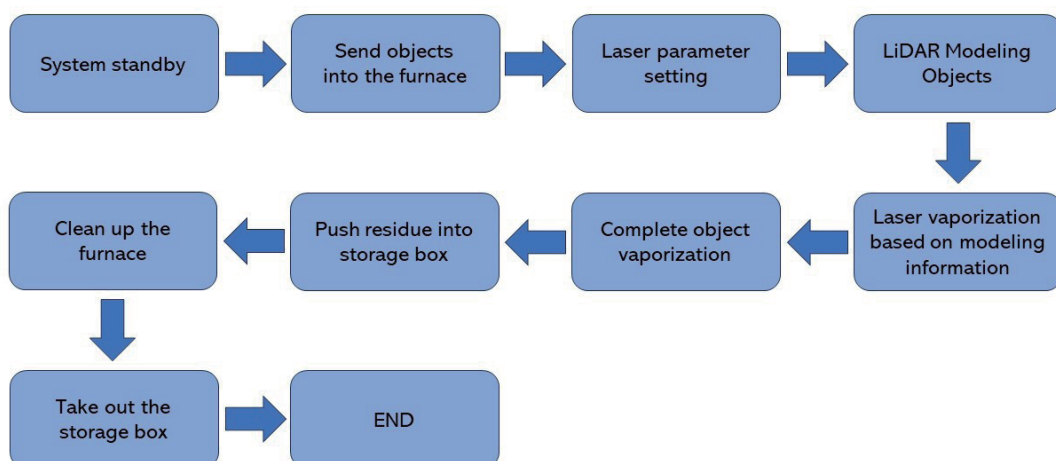 System standby
Send objects
into the furnace
Laser parameter
setting
LiDAR Modeling
Objects
Laser vaporization
based on modeling
information
Complete object
vaporization
Push residue into
storage box
Clean up the
furnace
Take out the
storage box
END